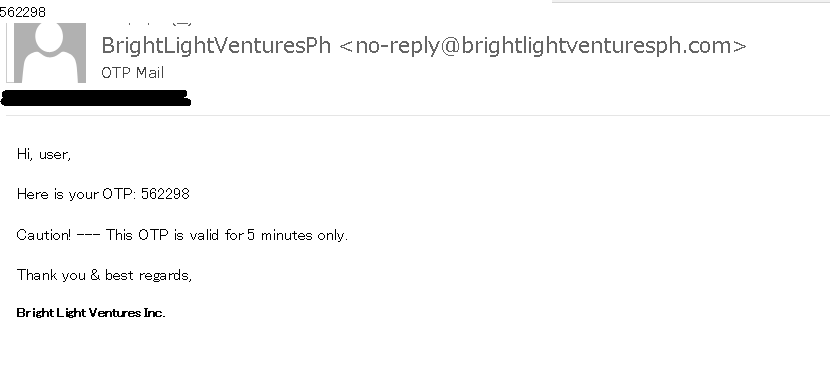 562298
BrightLightVenturesPh <no-reply@brightlightventuresph.com>
OTP Mail
Hi, user,
Here is your OTP: 562298
Caution! --- This OTP is valid for 5 minutes only.
Thank you & best regards,
Bright Light Ventures Inc.